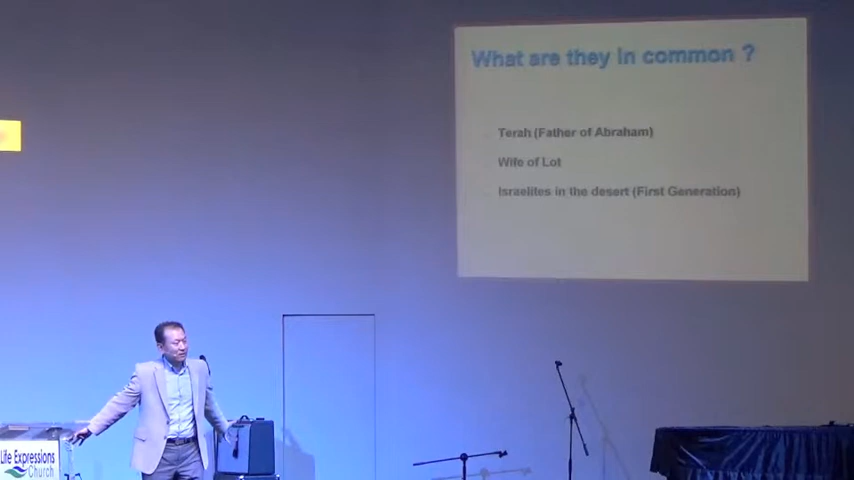 What are they In common ?
Terah (Father of Abraham)
Wife of Lot
Israelites in the desert (First Generation)
Life Expressions
Church